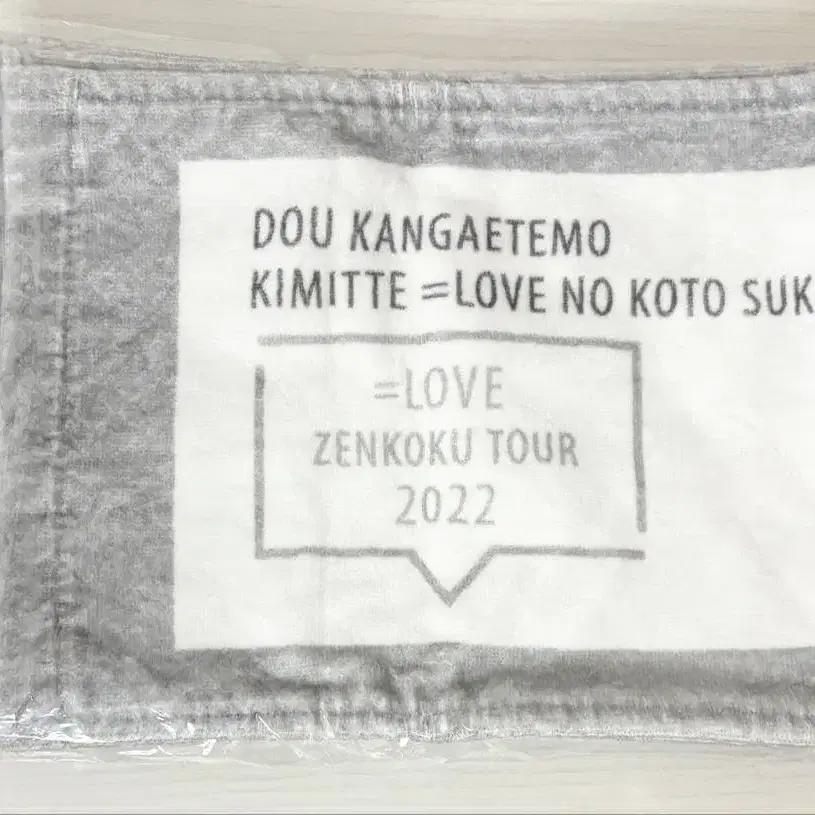 DOU KANGAETEMO
KIMITTE =LOVE NO KOTO SUK
=LOVE
ZENKOKU TOUR
2022